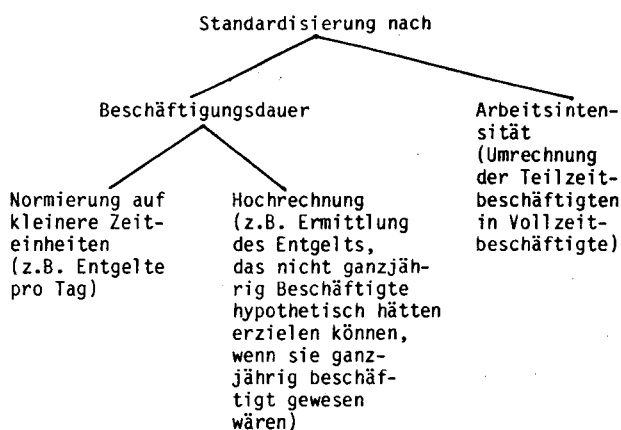 Standardisierung nach
Beschäftigungsdauer
Arbeitsinten-
sität
(Umrechnung
der Teilzeit-
beschäftigten
in Vollzeit-
beschäftigte)
Normierung auf
kleinere Zeit-
einheiten
(z.B. Entgelte
pro Tag)
Hochrechnung
(z.B. Ermittlung
des Entgelts,
das nicht ganzjäh-
rig Beschäftigte
hypothetisch hätten
erzielen können,
wenn sie ganz-
jährig beschäf-
tigt gewesen
wären)